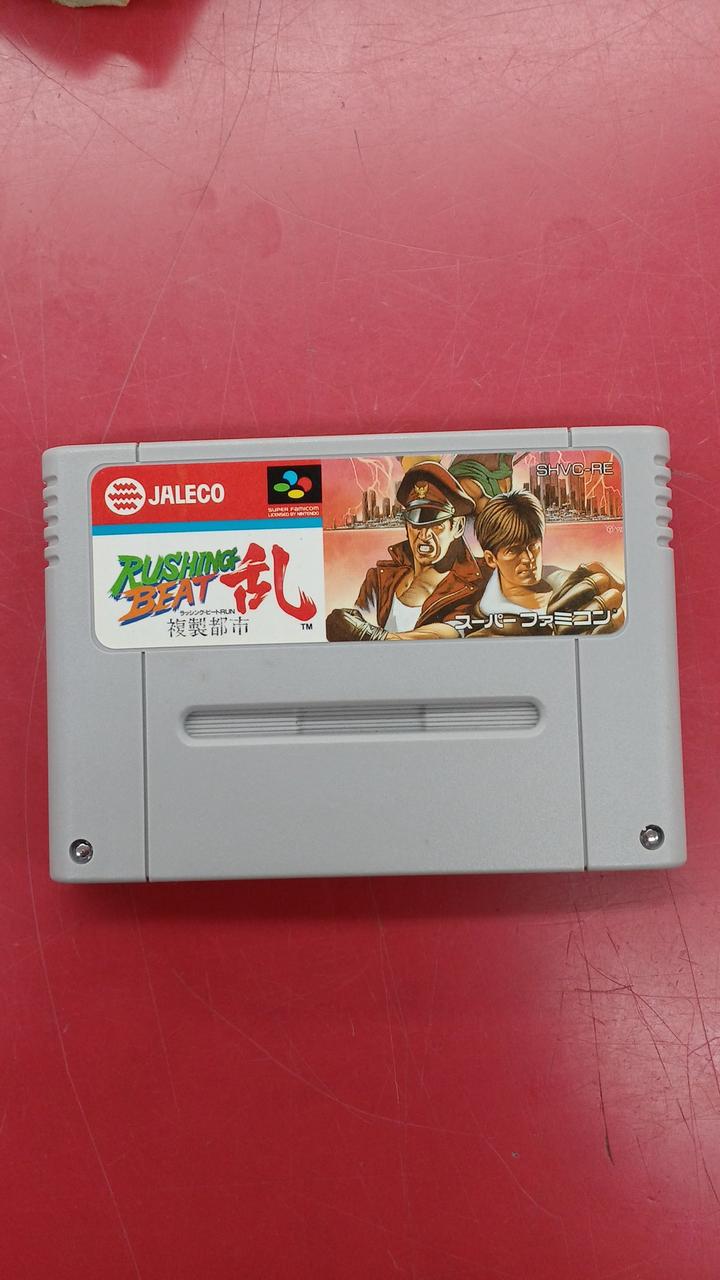 JALECO
SUPER FAMICOM
LICENSED BY NINTENDO
SHVC-RE
RUSHING
BEAT 乱
ラッシング・ビートRUN
複製都市
TM
スーパーファミコン